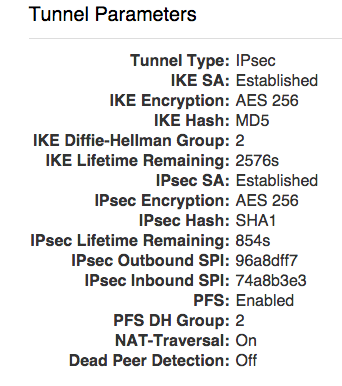 Tunnel Parameters
Tunnel Type: IPsec
IKE SA: Established
IKE Encryption: AES 256
IKE Hash: MD5
IKE Diffie-Hellman Group: 2
IKE Lifetime Remaining: 2576s
IPsec SA: Established
IPsec Encryption: AES 256
IPsec Hash: SHA1
IPsec Lifetime Remaining: 854s
IPsec Outbound SPI: 96a8dff7
IPsec Inbound SPI: 74a8b3e3
PFS: Enabled
PFS DH Group: 2
NAT-Traversal: On
Dead Peer Detection: Off